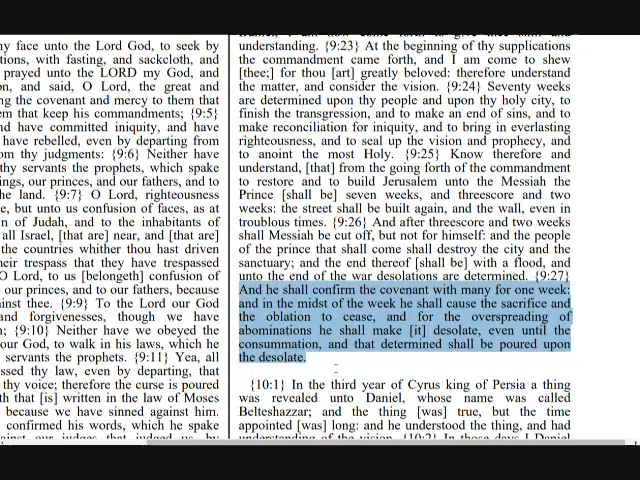 ny face unto the Lord God, to seek by
tions, with fasting, and sackcloth, and
prayed unto the LORD my God, and
on, and said, O Lord, the great and
ng the covenant and mercy to them that
em that keep his commandments; {9:5}
nd have committed iniquity, and have
have rebelled, even by departing from
om thy judgments: {9:6} Neither have
thy servants the prophets, which spake
ings, our princes, and our fathers, and to
he land. {9:7} O Lord, righteousness
e, but unto us confusion of faces, as at
n of Judah, and to the inhabitants of
all Israel, [that are] near, and [that are]
the countries whither thou hast driven
heir trespass that they have trespassed
O Lord, to us [belongeth] confusion of
our princes, and to our fathers, because
inst thee. {9:9} To the Lord our God
and forgivenesses, though we have
n; {9:10} Neither have we obeyed the
our God, to walk in his laws, which he
servants the prophets. {9:11} Yea, all
ssed thy law, even by departing, that
thy voice; therefore the curse is poured
th that [is] written in the law of Moses
because we have sinned against him.
confirmed his words, which he spake
understanding. {9:23} At the beginning of thy supplications
the commandment came forth, and I am come to shew
[thee;] for thou [art] greatly beloved: therefore understand
the matter, and consider the vision. {9:24} Seventy weeks
are determined upon thy people and upon thy holy city, to
finish the transgression, and to make an end of sins, and to
make reconciliation for iniquity, and to bring in everlasting
righteousness, and to seal up the vision and prophecy, and
to anoint the most Holy. {9:25} Know therefore and
understand, [that] from the going forth of the commandment
to restore and to build Jerusalem unto the Messiah the
Prince [shall be] seven weeks, and threescore and two
weeks: the street shall be built again, and the wall, even in
troublous times. {9:26} And after threescore and two weeks
shall Messiah be cut off, but not for himself: and the people
of the prince that shall come shall destroy the city and the
sanctuary; and the end thereof [shall be] with a flood, and
unto the end of the war desolations are determined. {9:27}
And he shall confirm the covenant with many for one week:
and in the midst of the week he shall cause the sacrifice and
the oblation to cease, and for the overspreading of
abominations he shall make [it] desolate, even until the
consummation, and that determined shall be poured upon
the desolate.
{10:1} In the third year of Cyrus king of Persia a thing
was revealed unto Daniel, whose name was called
Belteshazzar; and the thing [was] true, but the time
appointed [was] long: and he understood the thing, and had
understanding of the vision. {10:2} In those days I Daniel